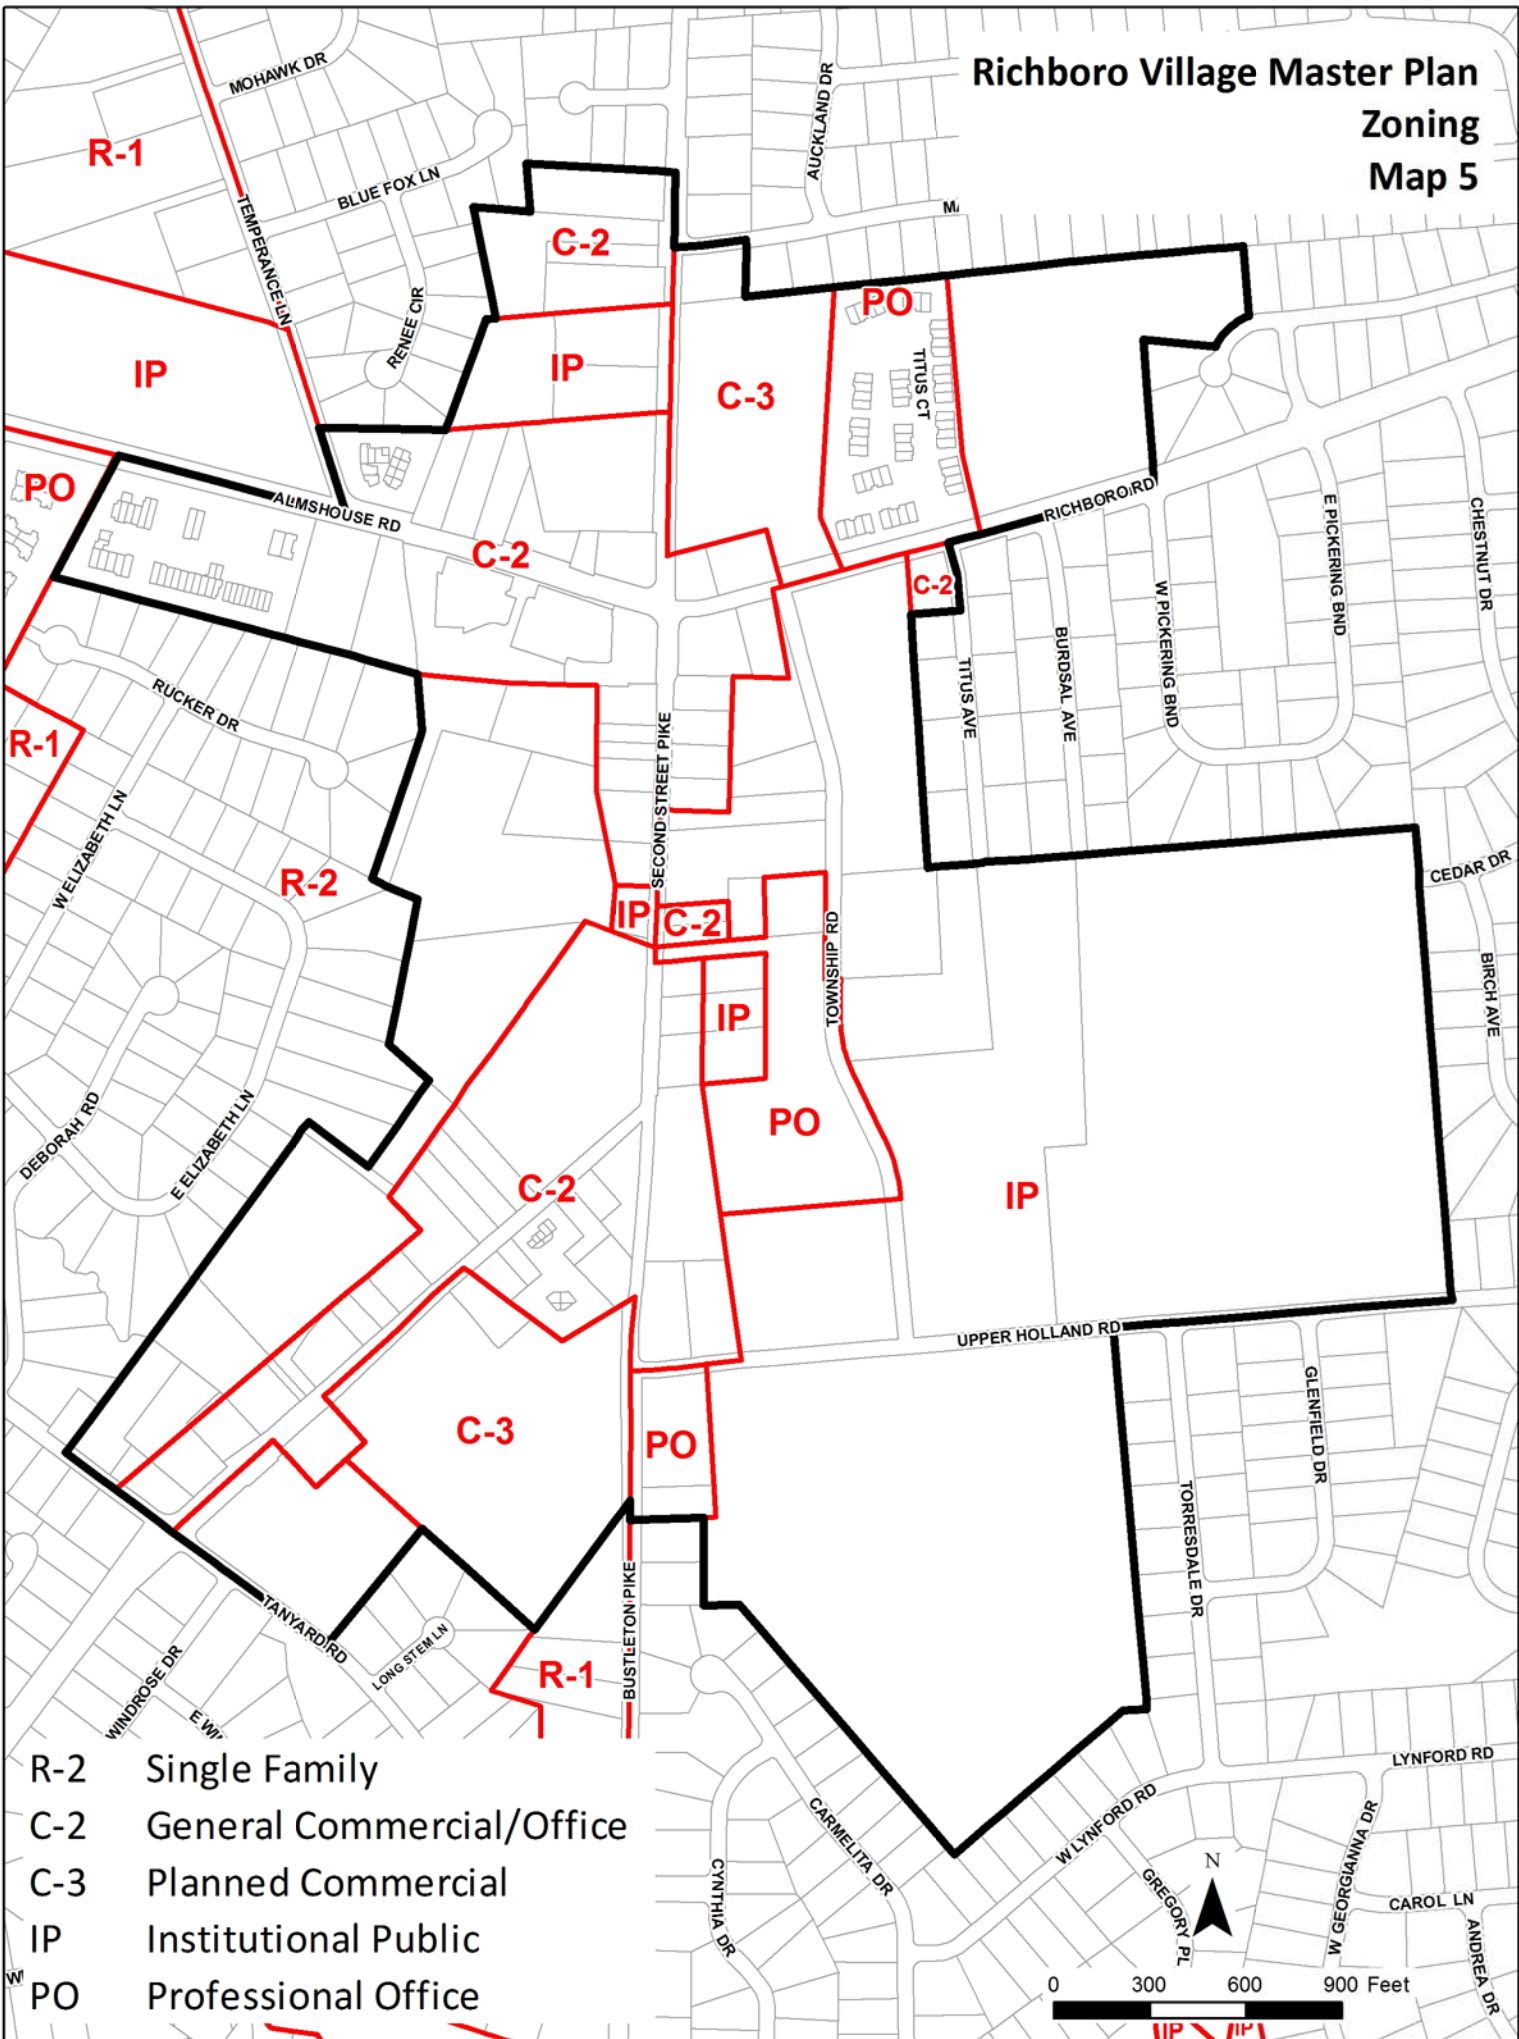 Richboro Village Master Plan
Zoning
Map 5
MOHAWK DR
AUCKLAND DR
R-1
BLUE FOX LN
MA
TEMPERANCE LN
C-2
RENEE CIR
PO
IP
IP
C-3
TITUS CT
PO
ALMSHOUSE RD
RICHBORO RD
E PICKERING BND
CHESTNUT DR
C-2
C-2
W PICKERING BND
BURDSAL AVE
TITUS AVE
RUCKER DR
R-1
SECOND STREET PIKE
W ELIZABETH LN
R-2
CEDAR DR
IP
C-2
TOWNSHIP RD
BIRCH AVE
IP
DEBORAH RD
E ELIZABETH LN
PO
C-2
IP
UPPER HOLLAND RD
GLENFIELD DR
C-3
PO
TORRESDALE DR
TANYARD RD
LONG STEM LN
BUSTLETON PIKE
R-1
WINDROSE DR
E WI
R-2 Single Family
C-2 General Commercial/Office
C-3 Planned Commercial
IP Institutional Public
PO Professional Office
LYNFORD RD
W LYNFORD RD
CARMELITA DR
CYNTHIA DR
GREGORY PL
W GEORGIANNA DR
CAROL LN
ANDREA DR
N
0 300 600 900 Feet
IP
IP